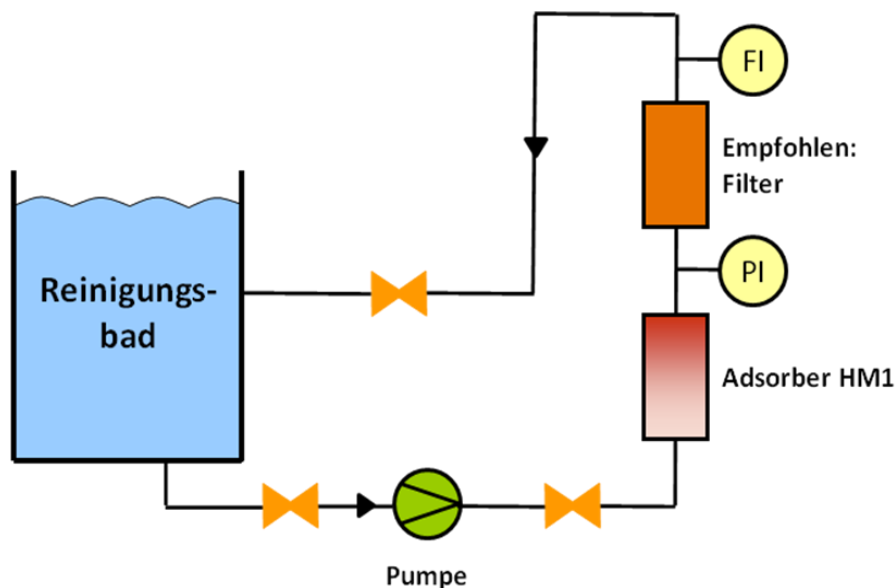 FI
Empfohlen:
Filter
Reinigungs-
bad
PI
Adsorber HM1
Pumpe